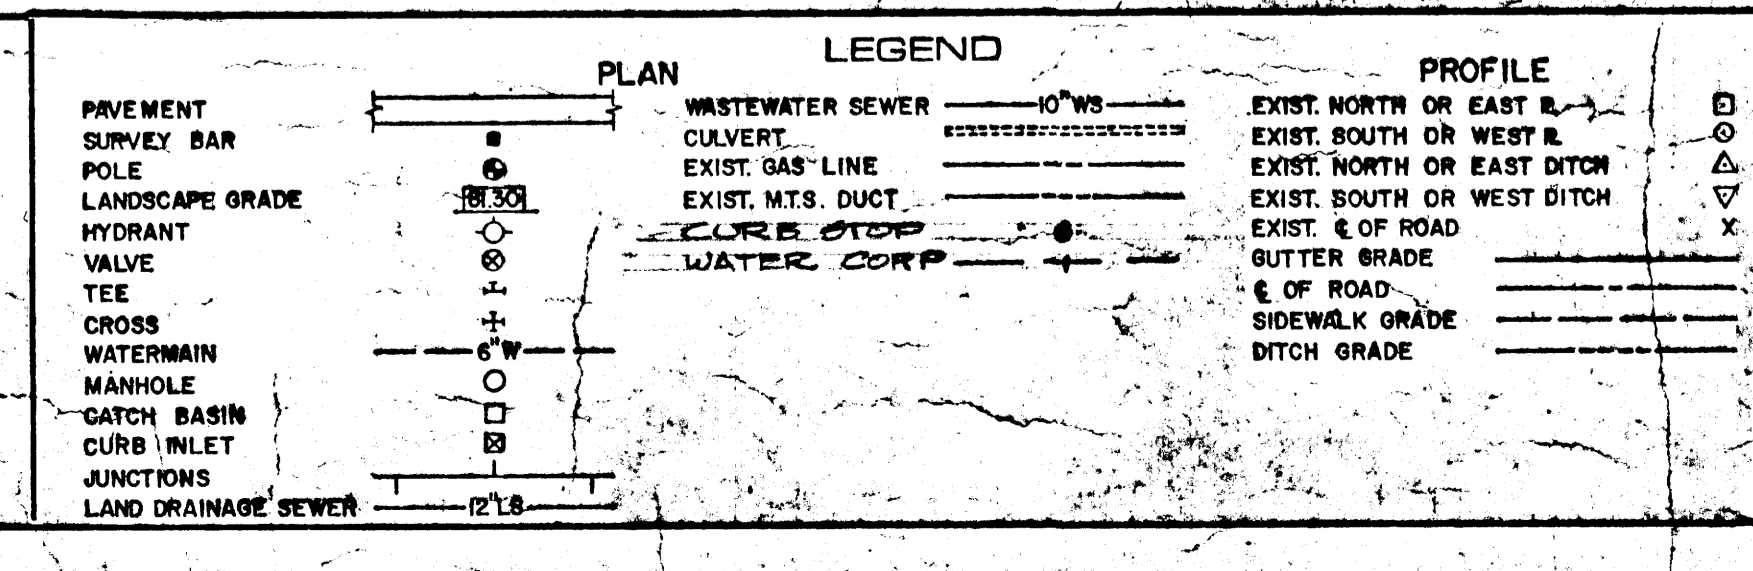 LEGEND
PLAN
PAVEMENT
SURVEY BAR
POLE
LANDSCAPE GRADE
HYDRANT
VALVE
TEE
CROSS
WATERMAIN 6"W
MANHOLE
CATCH BASIN
CURB INLET
JUNCTIONS
LAND DRAINAGE SEWER 12"LS
WASTEWATER SEWER 10"WS
CULVERT
EXIST. GAS LINE
EXIST. M.T.S. DUCT
CURB STOP
WATER CORP
PROFILE
EXIST. NORTH OR EAST ⅊
EXIST. SOUTH OR WEST ⅊
EXIST. NORTH OR EAST DITCH
EXIST. SOUTH OR WEST DITCH
EXIST. ℄ OF ROAD X
GUTTER GRADE
℄ OF ROAD
SIDEWALK GRADE
DITCH GRADE